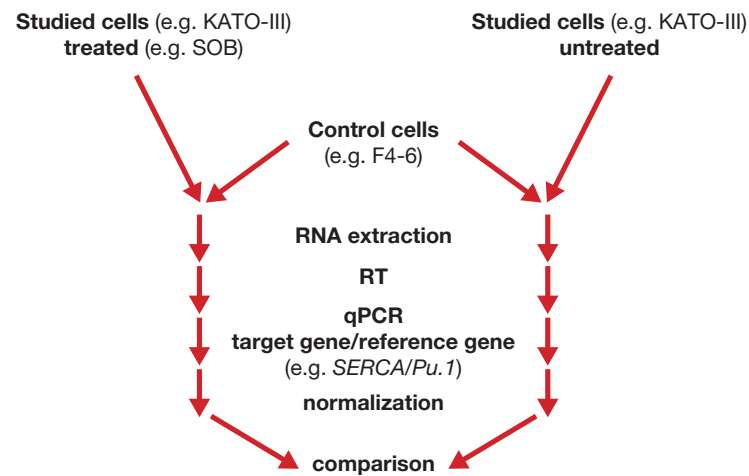 Studied cells (e.g. KATO-III)
treated (e.g. SOB)
Studied cells (e.g. KATO-III)
untreated
Control cells
(e.g. F4-6)
RNA extraction
RT
qPCR
target gene/reference gene
(e.g. SERCA/Pu.1)
normalization
comparison